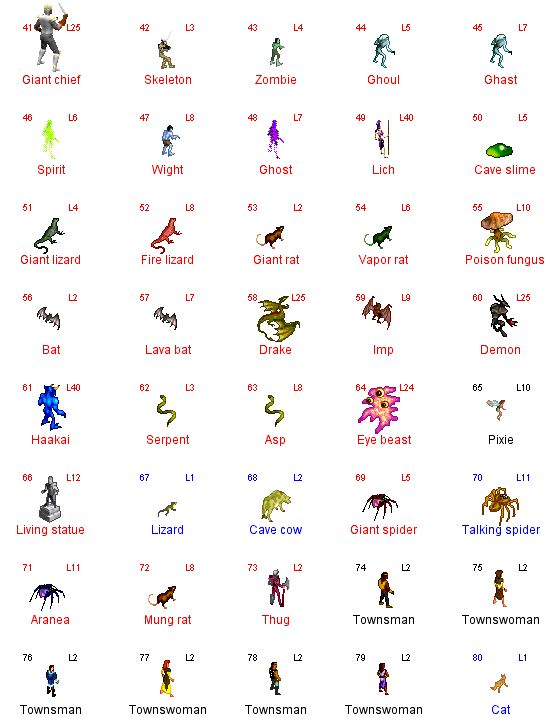 41 L25 42 L3 43 L4 44 L5 45 L7
Giant chief Skeleton Zombie Ghoul Ghast
46 L6 47 L8 48 L7 49 L40 50 L5
Spirit Wight Ghost Lich Cave slime
51 L4 52 L8 53 L2 54 L6 55 L10
Giant lizard Fire lizard Giant rat Vapor rat Poison fungus
56 L2 57 L7 58 L25 59 L9 60 L25
Bat Lava bat Drake Imp Demon
61 L40 62 L3 63 L8 64 L24 65 L10
Haakai Serpent Asp Eye beast Pixie
66 L12 67 L1 68 L2 69 L5 70 L11
Living statue Lizard Cave cow Giant spider Talking spider
71 L11 72 L8 73 L2 74 L2 75 L2
Aranea Mung rat Thug Townsman Townswoman
76 L2 77 L2 78 L2 79 L2 80 L1
Townsman Townswoman Townsman Townswoman Cat